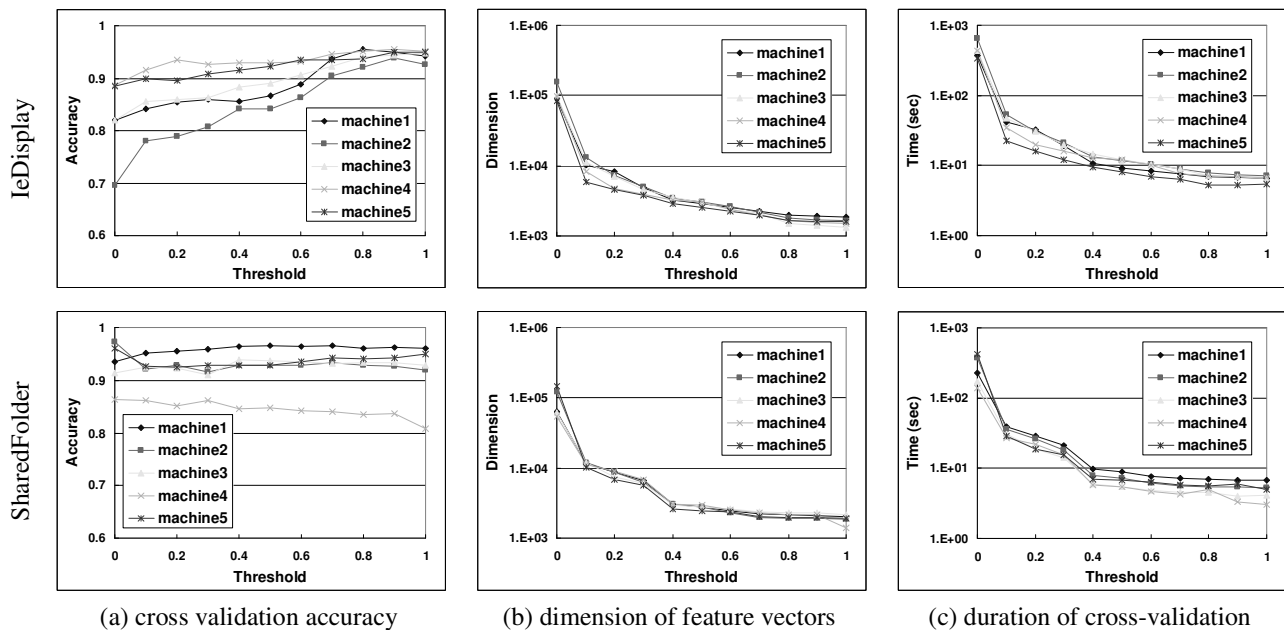 IeDisplay
Accuracy
1
0.9
0.8
0.7
0.6
machine1
machine2
machine3
machine4
machine5
0 0.2 0.4 0.6 0.8 1
Threshold
Dimension
1.E+06
1.E+05
1.E+04
1.E+03
machine1
machine2
machine3
machine4
machine5
0 0.2 0.4 0.6 0.8 1
Threshold
Time (sec)
1.E+03
1.E+02
1.E+01
1.E+00
machine1
machine2
machine3
machine4
machine5
0 0.2 0.4 0.6 0.8 1
Threshold
SharedFolder
Accuracy
1
0.9
0.8
0.7
0.6
machine1
machine2
machine3
machine4
machine5
0 0.2 0.4 0.6 0.8 1
Threshold
Dimension
1.E+06
1.E+05
1.E+04
1.E+03
machine1
machine2
machine3
machine4
machine5
0 0.2 0.4 0.6 0.8 1
Threshold
Time (sec)
1.E+03
1.E+02
1.E+01
1.E+00
machine1
machine2
machine3
machine4
machine5
0 0.2 0.4 0.6 0.8 1
Threshold
(a) cross validation accuracy
(b) dimension of feature vectors
(c) duration of cross-validation